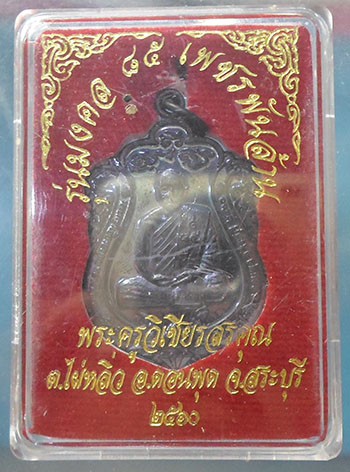 รุ่นมงคล ๘๕ เพชรพันล้าน
พระครูวิเชียรสรคุณ
ต.ไผ่หลิ่ว อ.ดอนพุด จ.สระบุรี
๒๕๖๐